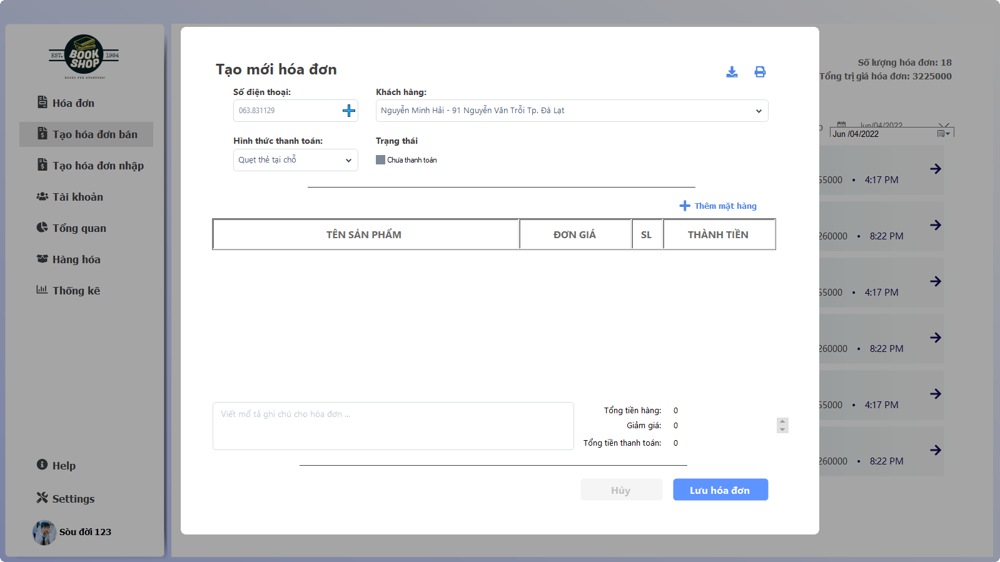 EST. BOOK SHOP 1984
BOOKS FOR EVERYONE!
Hóa đơn
Tạo hóa đơn bán
Tạo hóa đơn nhập
Tài khoản
Tổng quan
Hàng hóa
Thống kê
Help
Settings
Sòu đời 123
Tạo mới hóa đơn
Số điện thoại:
Khách hàng:
063.831129
Nguyễn Minh Hải - 91 Nguyễn Văn Trỗi Tp. Đà Lạt
Hình thức thanh toán:
Trạng thái
Quẹt thẻ tại chỗ
Chưa thanh toán
Thêm mặt hàng
TÊN SẢN PHẨM ĐƠN GIÁ SL THÀNH TIỀN
Viết mổ tả ghi chú cho hóa đơn ...
Tổng tiền hàng: 0
Giảm giá: 0
Tổng tiền thanh toán: 0
Hủy
Lưu hóa đơn
Số lượng hóa đơn: 18
Tổng trị giá hóa đơn: 3225000
Jun/04/2022
Jun /04/2022
55000 • 4:17 PM
260000 • 8:22 PM
55000 • 4:17 PM
260000 • 8:22 PM
55000 • 4:17 PM
260000 • 8:22 PM